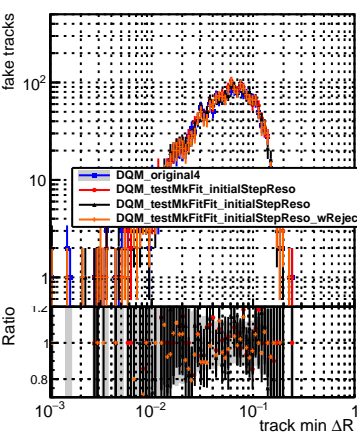 fake tracks
10²
10
1
DQM_original4
DQM_testMkFit_initialStepReso
DQM_testMkFitFit_initialStepReso
DQM_testMkFitFit_initialStepReso_wRejec
Ratio
1.2
1
0.8
10⁻³ 10⁻² 10⁻¹ 1
track min ΔR